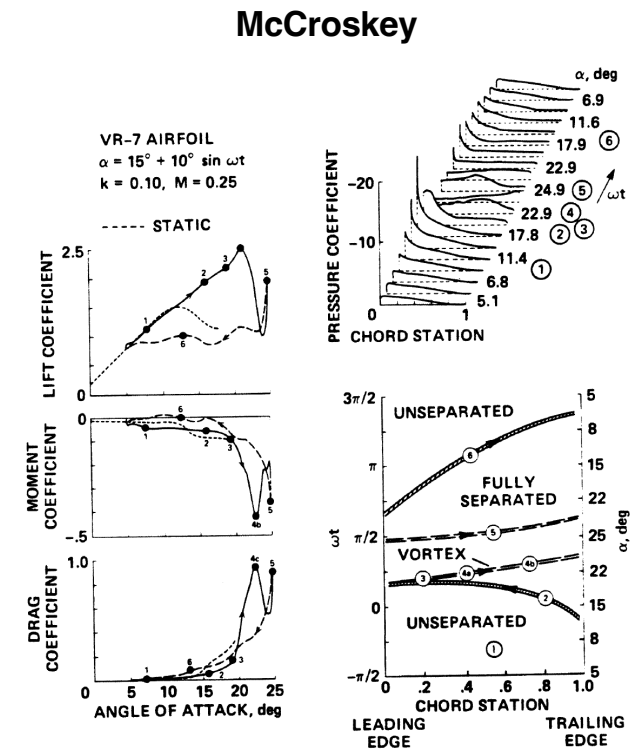 McCroskey
VR-7 AIRFOIL
α = 15° + 10° sin ωt
k = 0.10, M = 0.25
STATIC
2.5
0
LIFT COEFFICIENT
1
2
3
5
6
0
-.5
MOMENT
COEFFICIENT
1
2
3
4b
5
6
1.0
0
DRAG
COEFFICIENT
1
2
3
4c
5
6
0 5 10 15 20 25
ANGLE OF ATTACK, deg
α, deg
6.9
11.6
17.9 6
22.9
24.9 5
22.9 4
17.8 2 3
11.4 1
6.8
5.1
ωt
-20
-10
PRESSURE COEFFICIENT
0 1
CHORD STATION
3π/2
π
π/2
0
-π/2
ωt
UNSEPARATED
6
FULLY
SEPARATED
5
VORTEX
3 4a 4b
2
UNSEPARATED
1
5
8
15
22
25
22
15
8
5
α, deg
0 .2 .4 .6 .8 1.0
CHORD STATION
LEADING
EDGE
TRAILING
EDGE